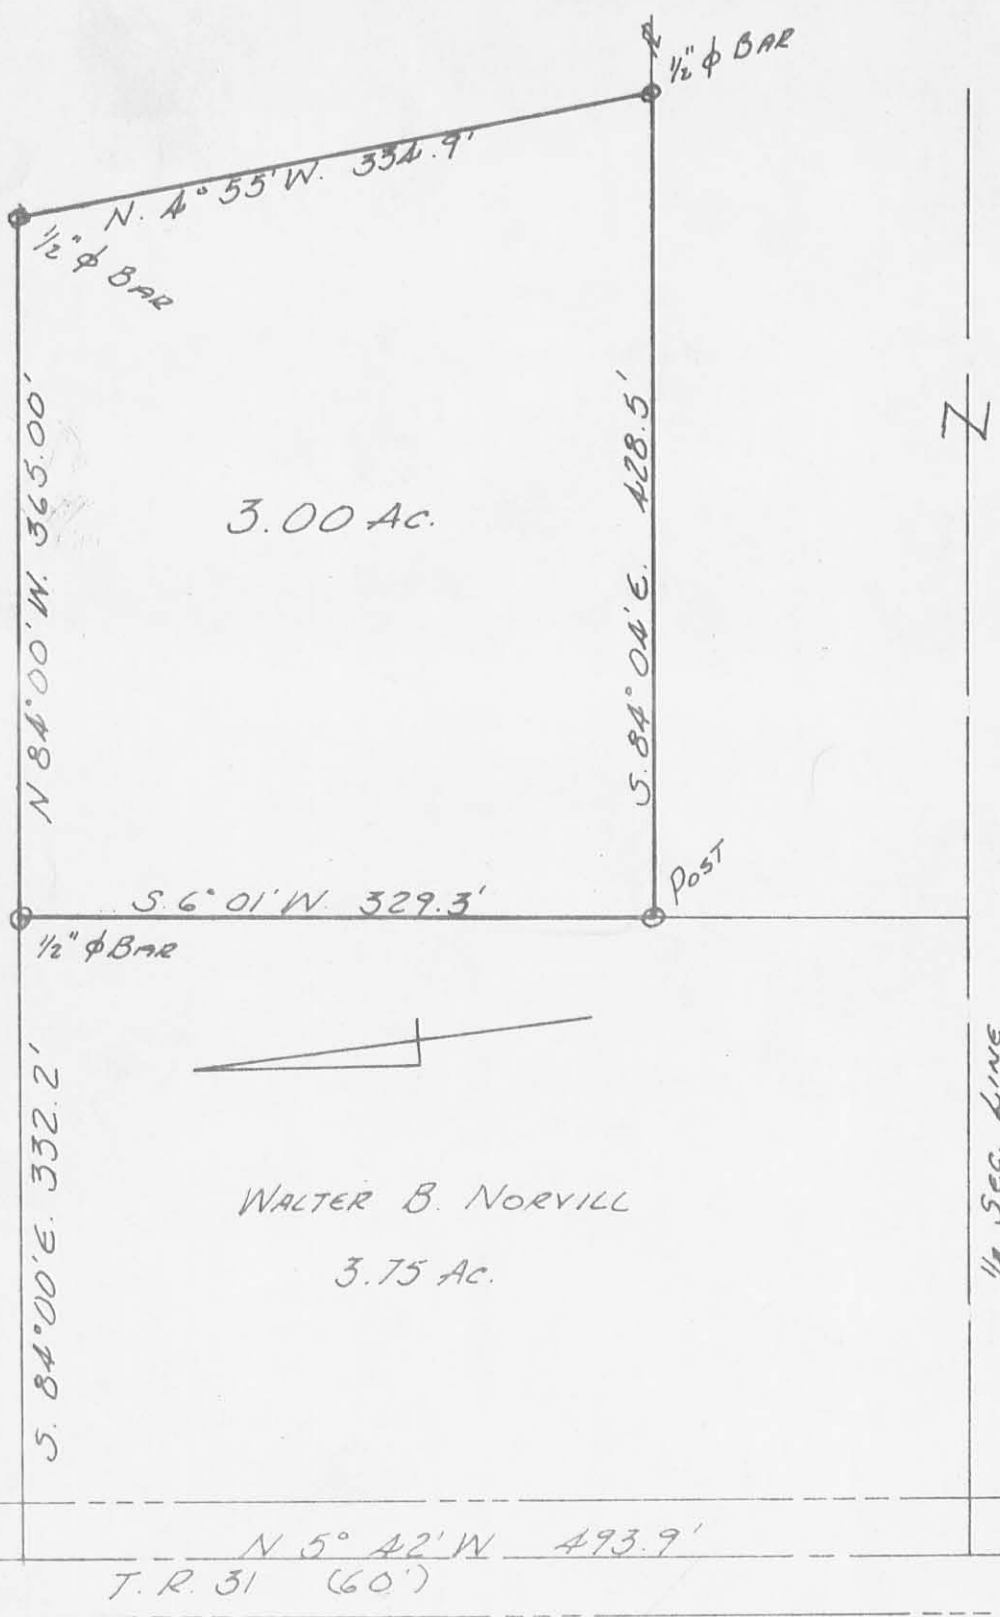 1/2" ϕ BAR
N. 4° 55' W. 334.9'
1/2" ϕ BAR
N 84° 00' W. 365.00'
3.00 Ac.
S. 84° 04' E. 428.5'
Z
POST
S. 6° 01' W. 329.3'
1/2" ϕ BAR
S. 84° 00' E. 332.2'
WALTER B. NORVILL
3.75 Ac.
SEC. LINE
N 5° 42' W 493.9'
T. R. 31 (60')